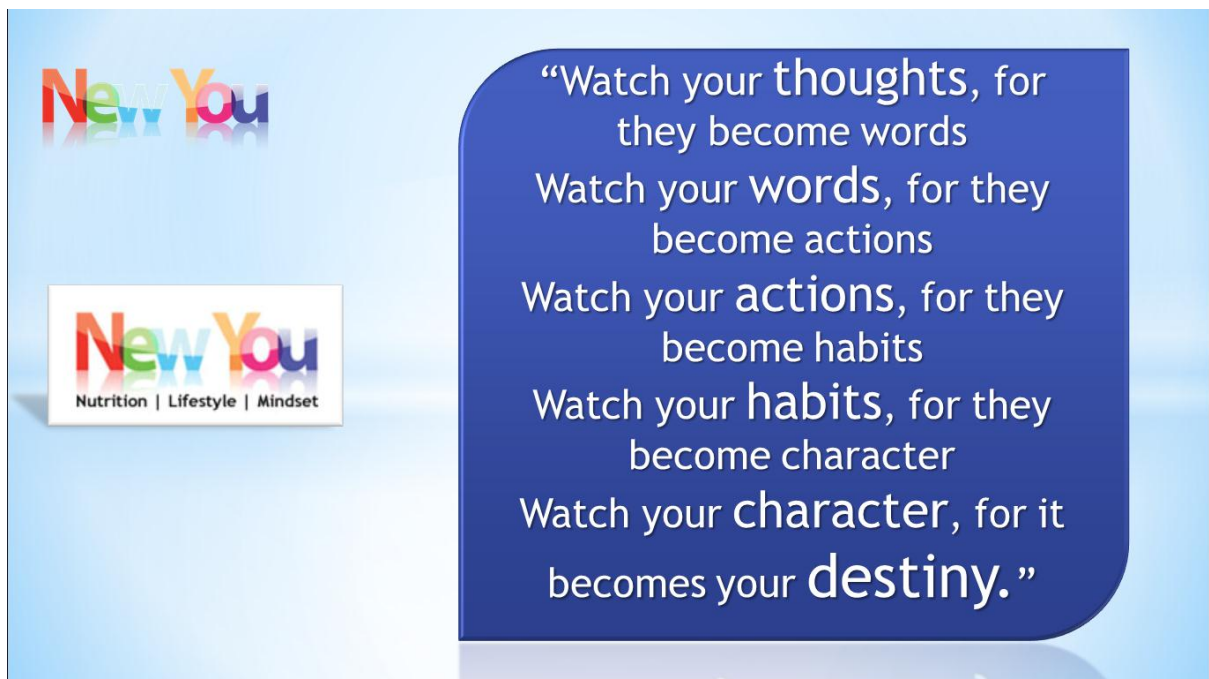 New You
New You
Nutrition | Lifestyle | Mindset
“Watch your thoughts, for
they become words
Watch your words, for they
become actions
Watch your actions, for they
become habits
Watch your habits, for they
become character
Watch your character, for it
becomes your destiny.”